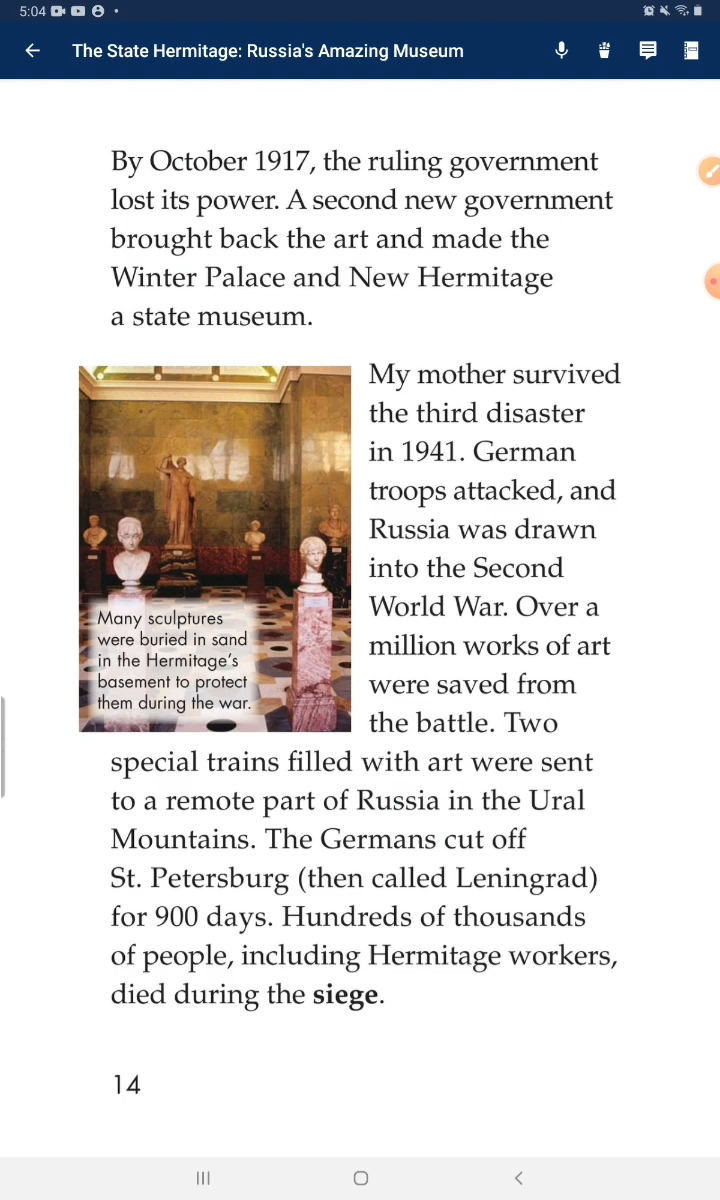 5:04
The State Hermitage: Russia's Amazing Museum
By October 1917, the ruling government
lost its power. A second new government
brought back the art and made the
Winter Palace and New Hermitage
a state museum.
My mother survived
the third disaster
in 1941. German
troops attacked, and
Russia was drawn
into the Second
World War. Over a
million works of art
were saved from
the battle. Two
special trains filled with art were sent
to a remote part of Russia in the Ural
Mountains. The Germans cut off
St. Petersburg (then called Leningrad)
for 900 days. Hundreds of thousands
of people, including Hermitage workers,
died during the siege.
Many sculptures
were buried in sand
in the Hermitage's
basement to protect
them during the war.
14